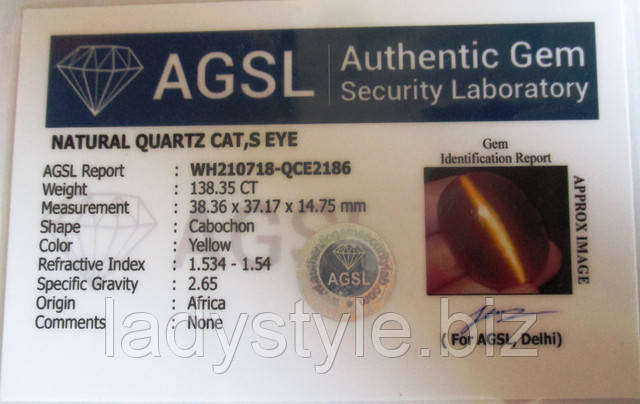 AGSL
Authentic Gem
Security Laboratory
NATURAL QUARTZ CAT,S EYE
AGSL Report : WH210718-QCE2186
Weight : 138.35 CT
Measurement : 38.36 x 37.17 x 14.75 mm
Shape : Cabochon
Color : Yellow
Refractive Index : 1.534 - 1.54
Specific Gravity : 2.65
Origin : Africa
Comments : None
Gem
Identification Report
APPROX IMAGE
AGSL
AGSL
(For AGSL, Delhi)
ladystyle.biz